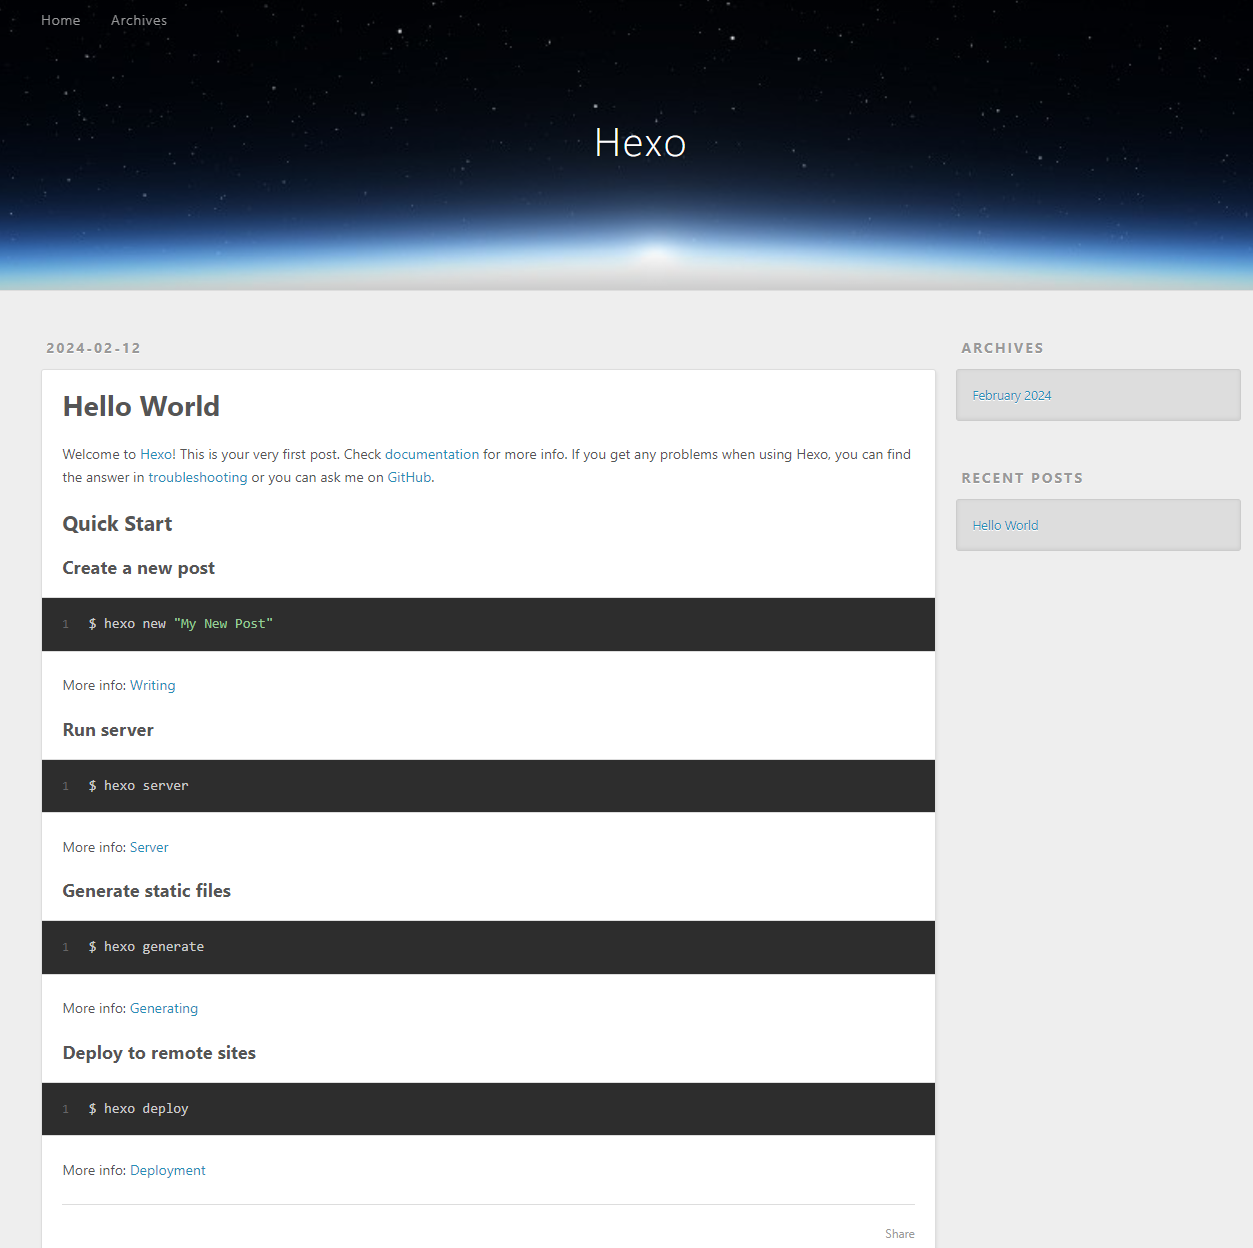 Home Archives
Hexo
2024-02-12
Hello World
Welcome to Hexo! This is your very first post. Check documentation for more info. If you get any problems when using Hexo, you can find
the answer in troubleshooting or you can ask me on GitHub.
Quick Start
Create a new post
1 $ hexo new "My New Post"
More info: Writing
Run server
1 $ hexo server
More info: Server
Generate static files
1 $ hexo generate
More info: Generating
Deploy to remote sites
1 $ hexo deploy
More info: Deployment
Share
ARCHIVES
February 2024
RECENT POSTS
Hello World